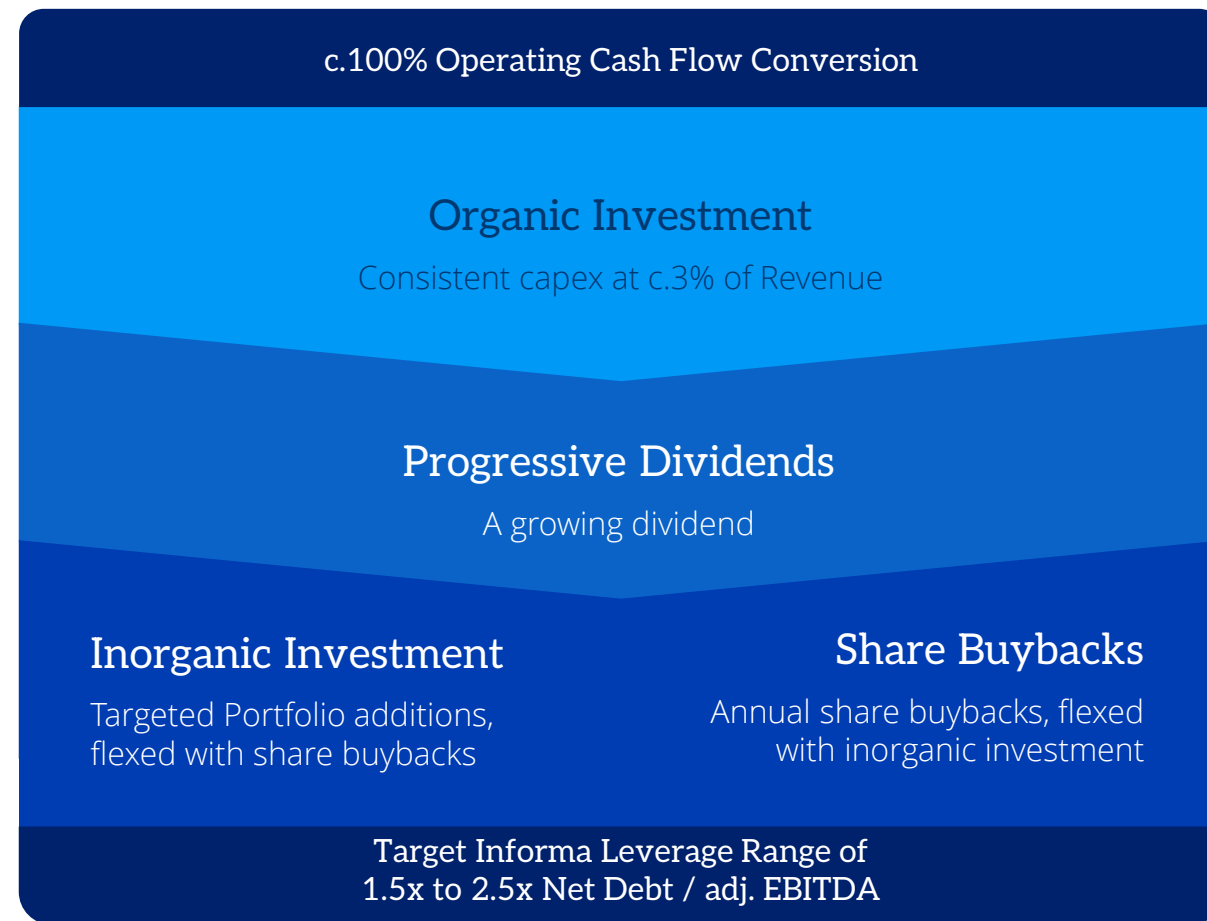 c.100% Operating Cash Flow Conversion
Organic Investment
Consistent capex at c.3% of Revenue
Progressive Dividends
A growing dividend
Inorganic Investment
Targeted Portfolio additions,
flexed with share buybacks
Share Buybacks
Annual share buybacks, flexed
with inorganic investment
Target Informa Leverage Range of
1.5x to 2.5x Net Debt / adj. EBITDA